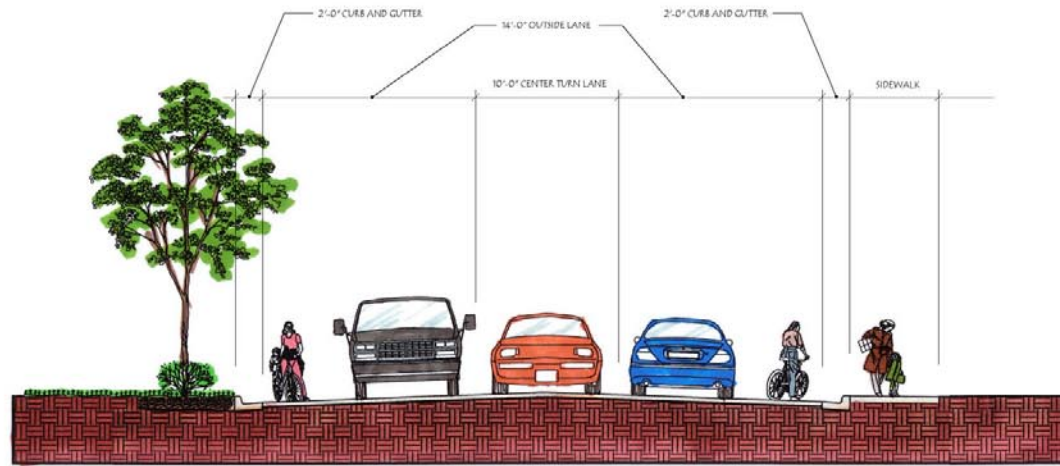 2'-0" CURB AND GUTTER
14'-0" OUTSIDE LANE
2'-0" CURB AND GUTTER
10'-0" CENTER TURN LANE
SIDEWALK